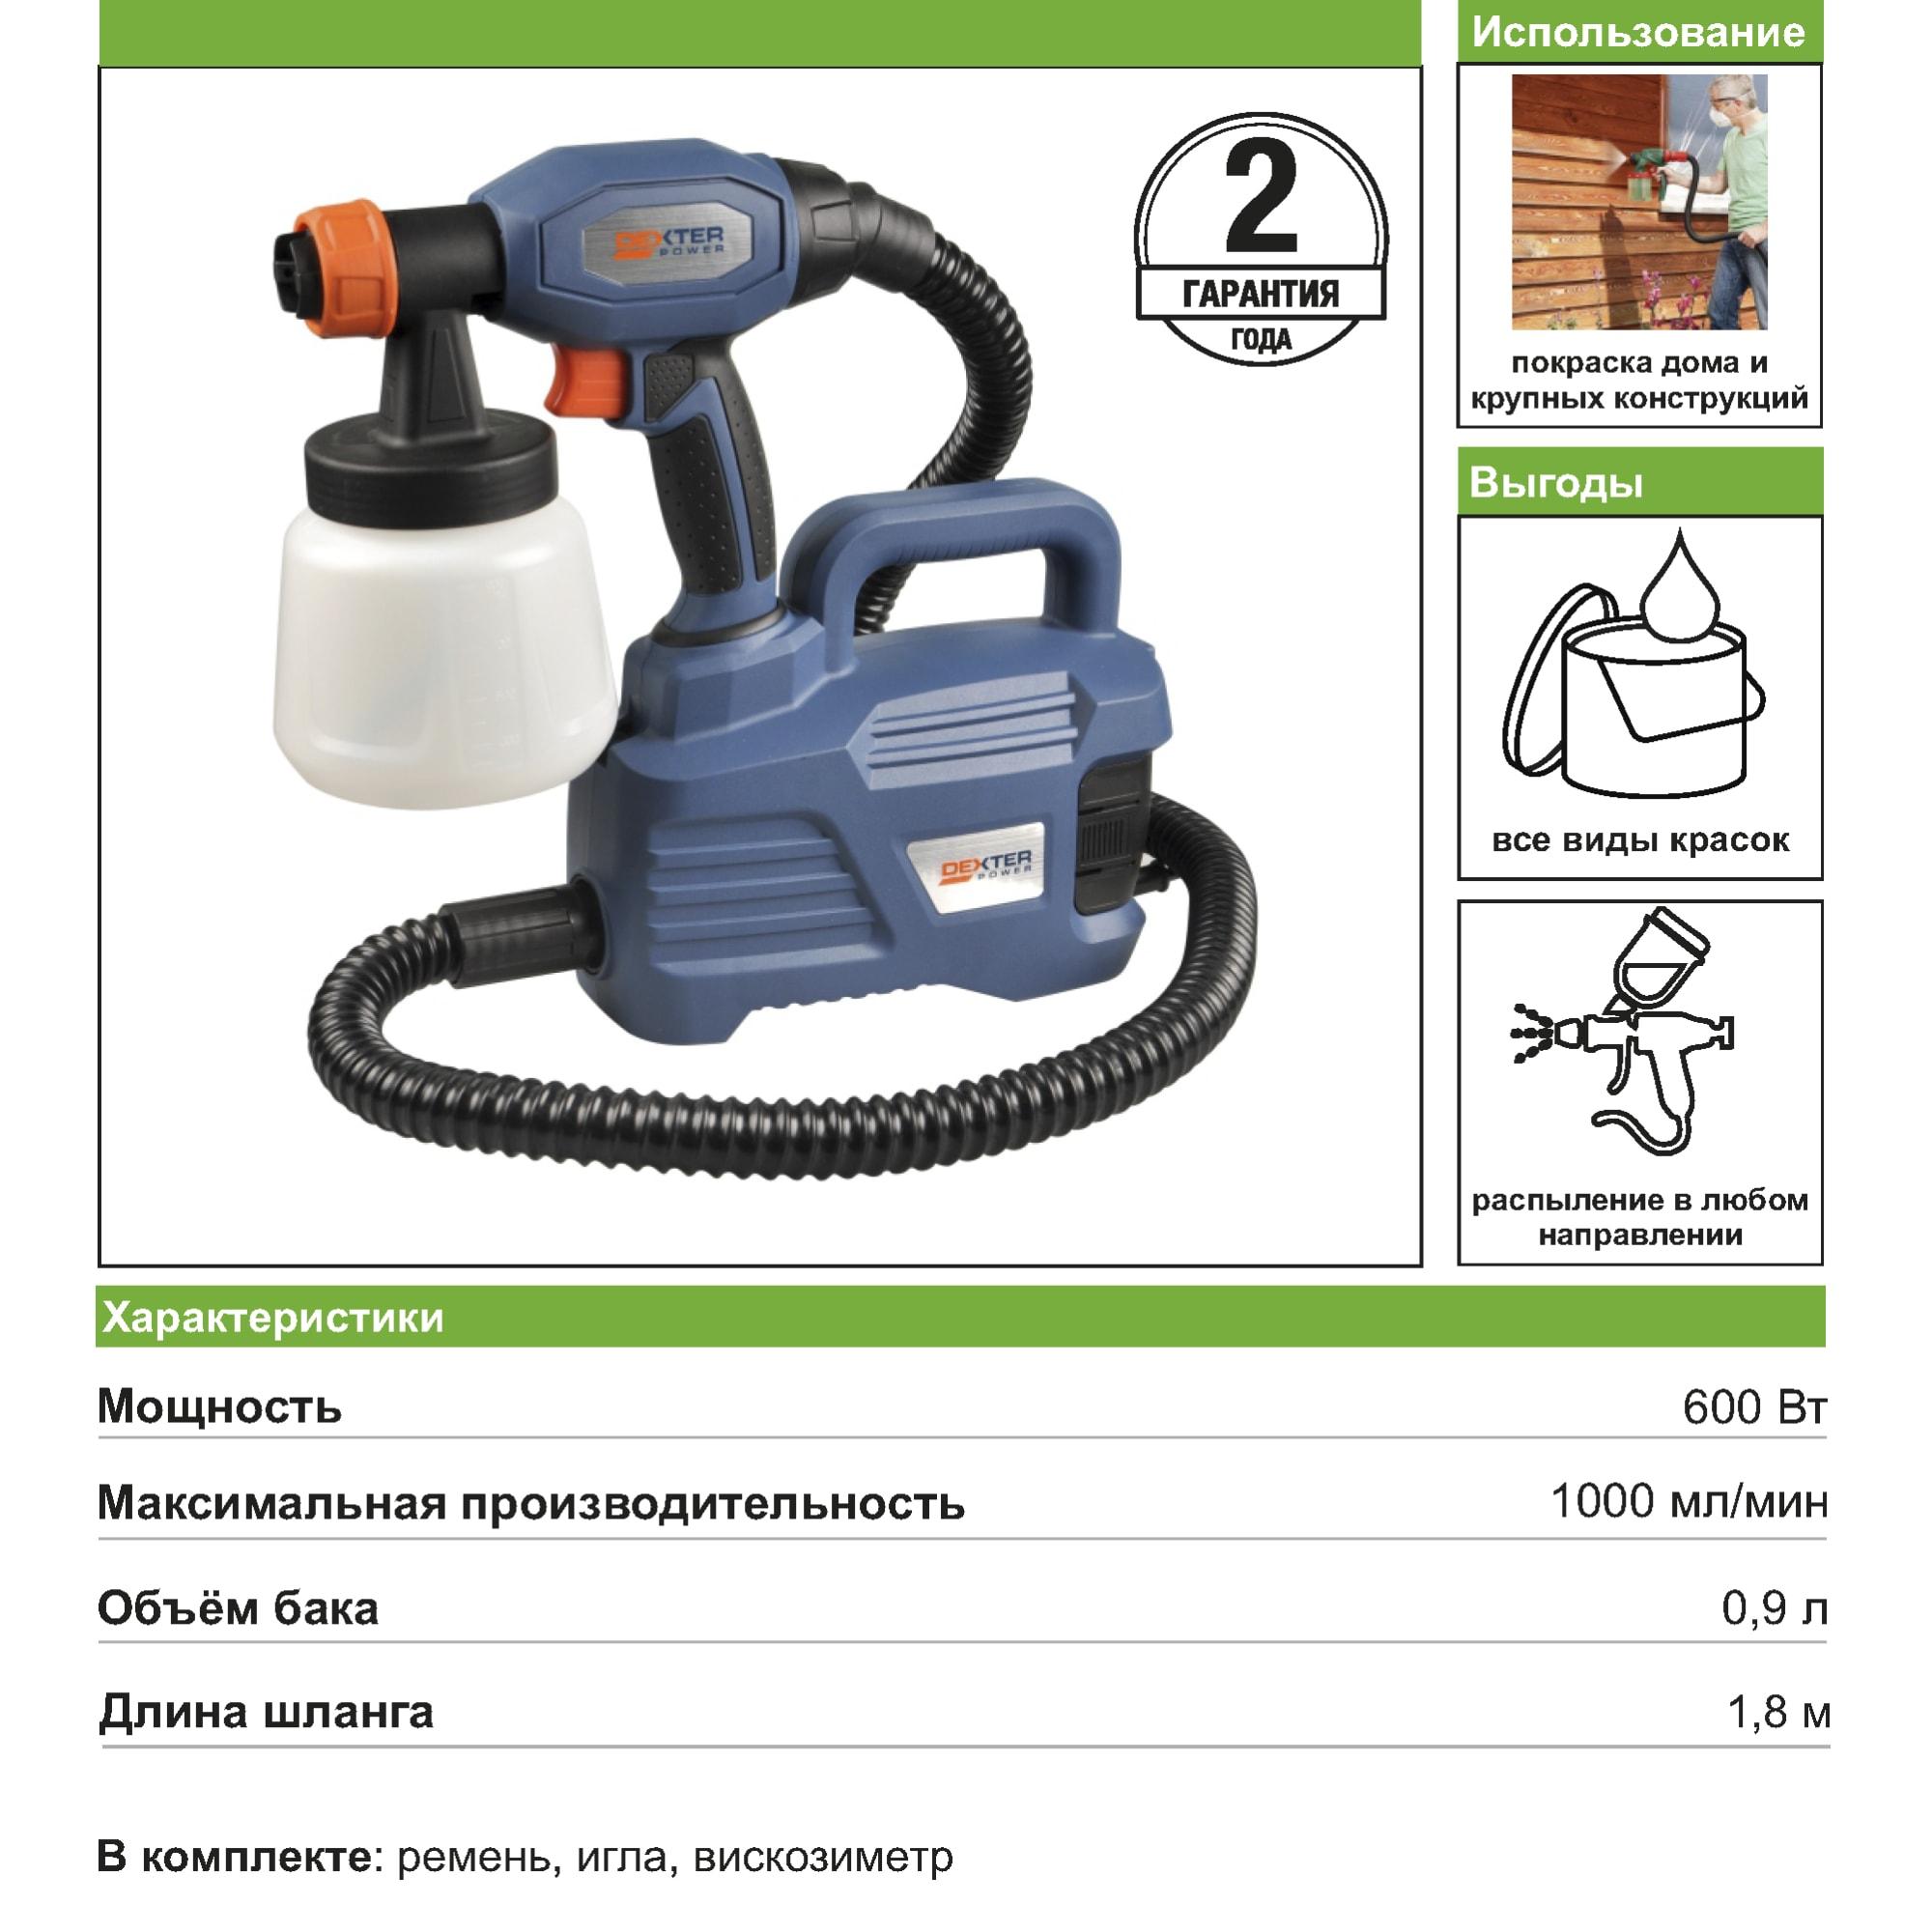 Использование
DEXTER
POWER
2
ГАРАНТИЯ
ГОДА
покраска дома и
крупных конструкций
Выгоды
все виды красок
DEXTER
POWER
распыление в любом
направлении
Характеристики
Мощность 600 Вт
Максимальная производительность 1000 мл/мин
Объём бака 0,9 л
Длина шланга 1,8 м
В комплекте: ремень, игла, вискозиметр